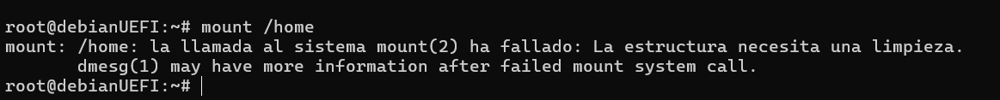 root@debianUEFI:~# mount /home
mount: /home: la llamada al sistema mount(2) ha fallado: La estructura necesita una limpieza.
       dmesg(1) may have more information after failed mount system call.
root@debianUEFI:~#